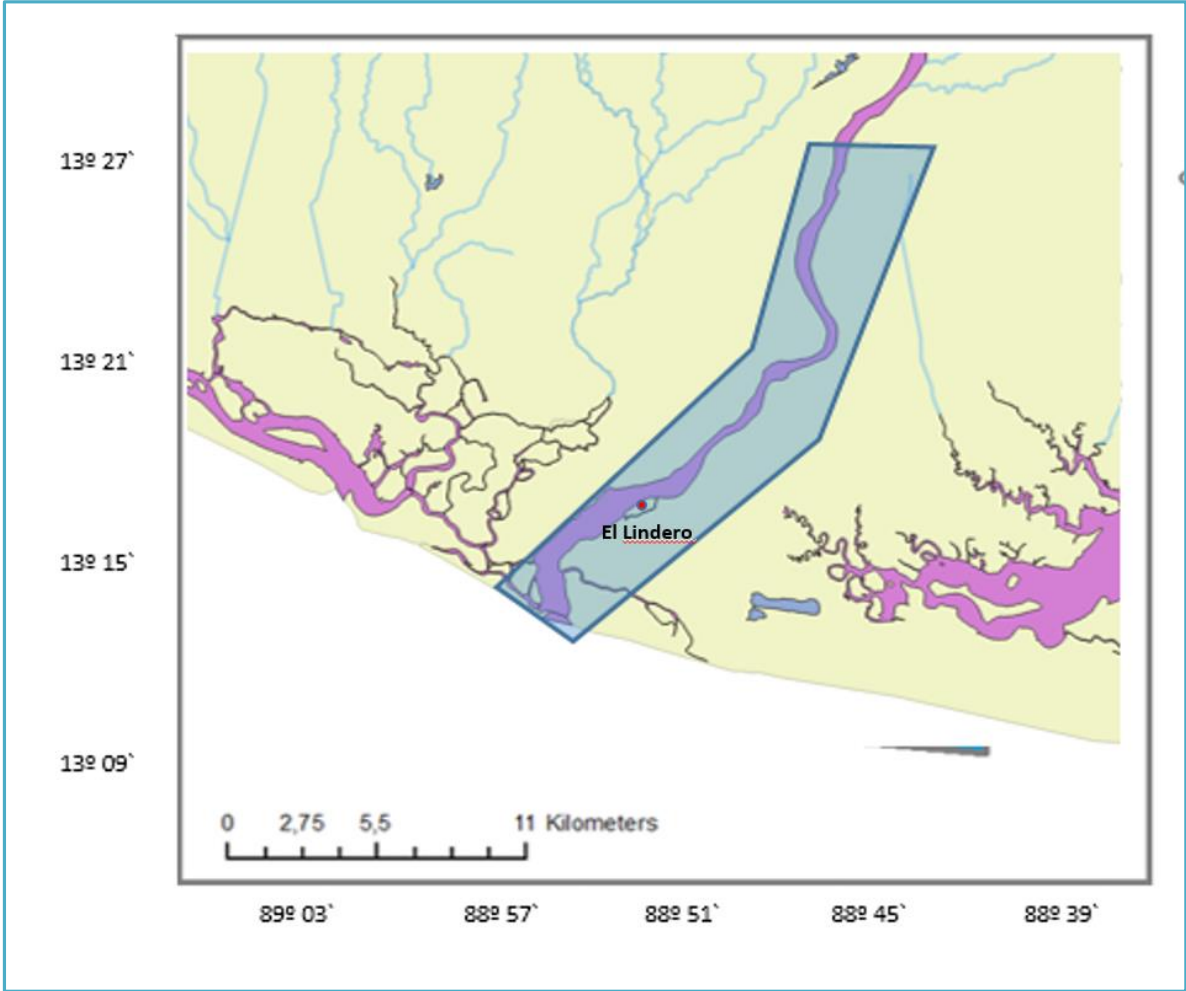 13º 27`
13º 21`
El Lindero
13º 15`
13º 09`
0 2,75 5,5 11 Kilometers
89º 03` 88º 57` 88º 51` 88º 45` 88º 39`